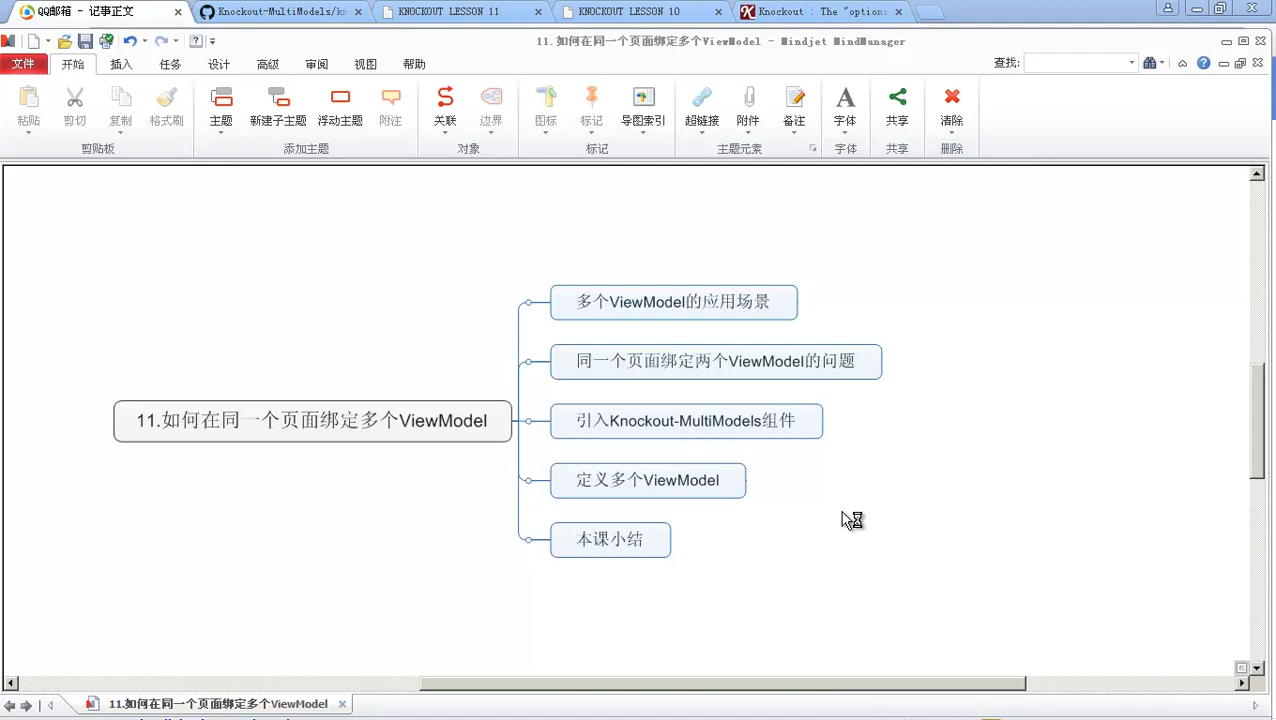 QQ邮箱 - 记事正文
Knockout-MultiModels/kn
KNOCKOUT LESSON 11
KNOCKOUT LESSON 10
Knockout : The "options
11.如何在同一个页面绑定多个ViewModel - Mindjet MindManager
文件 开始 插入 任务 设计 高级 审阅 视图 帮助 查找:
粘贴 剪切 复制 格式刷 主题 新建子主题 浮动主题 附注 关联 边界 图标 标记 导图索引 超链接 附件 备注 字体 共享 清除
剪贴板 添加主题 对象 标记 主题元素 字体 共享 删除
多个ViewModel的应用场景
同一个页面绑定两个ViewModel的问题
11.如何在同一个页面绑定多个ViewModel
引入Knockout-MultiModels组件
定义多个ViewModel
本课小结
11.如何在同一个页面绑定多个ViewModel